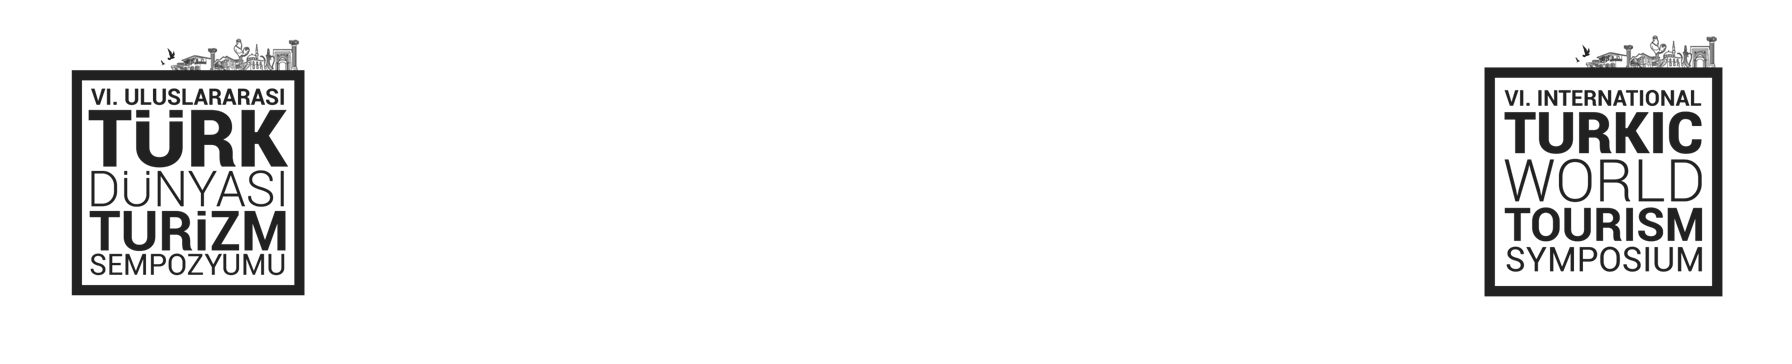 VI. ULUSLARARASI
TÜRK
DÜNYASI
TURİZM
SEMPOZYUMU
VI. INTERNATIONAL
TURKIC
WORLD
TOURISM
SYMPOSIUM